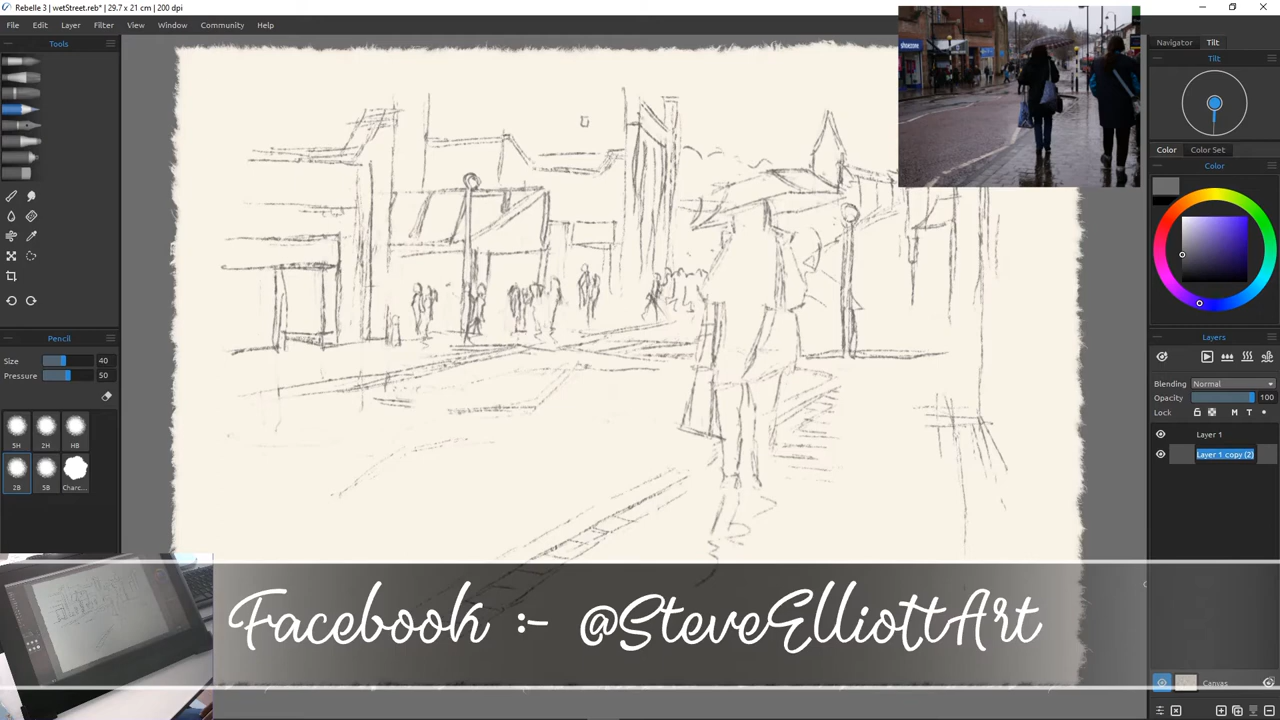 Rebelle 3 | wetStreet.reb* | 29.7 x 21 cm | 200 dpi
File Edit Layer Filter View Window Community Help
Tools
Navigator Tilt
Tilt
Color Color Set
Color
Pencil
Size 40
Pressure 50
5H 2H HB
2B 5B Charc...
Layers
Blending Normal
Opacity 100
Lock M T
Layer 1
Layer 1 copy (2)
Canvas
Facebook :- @SteveElliottArt